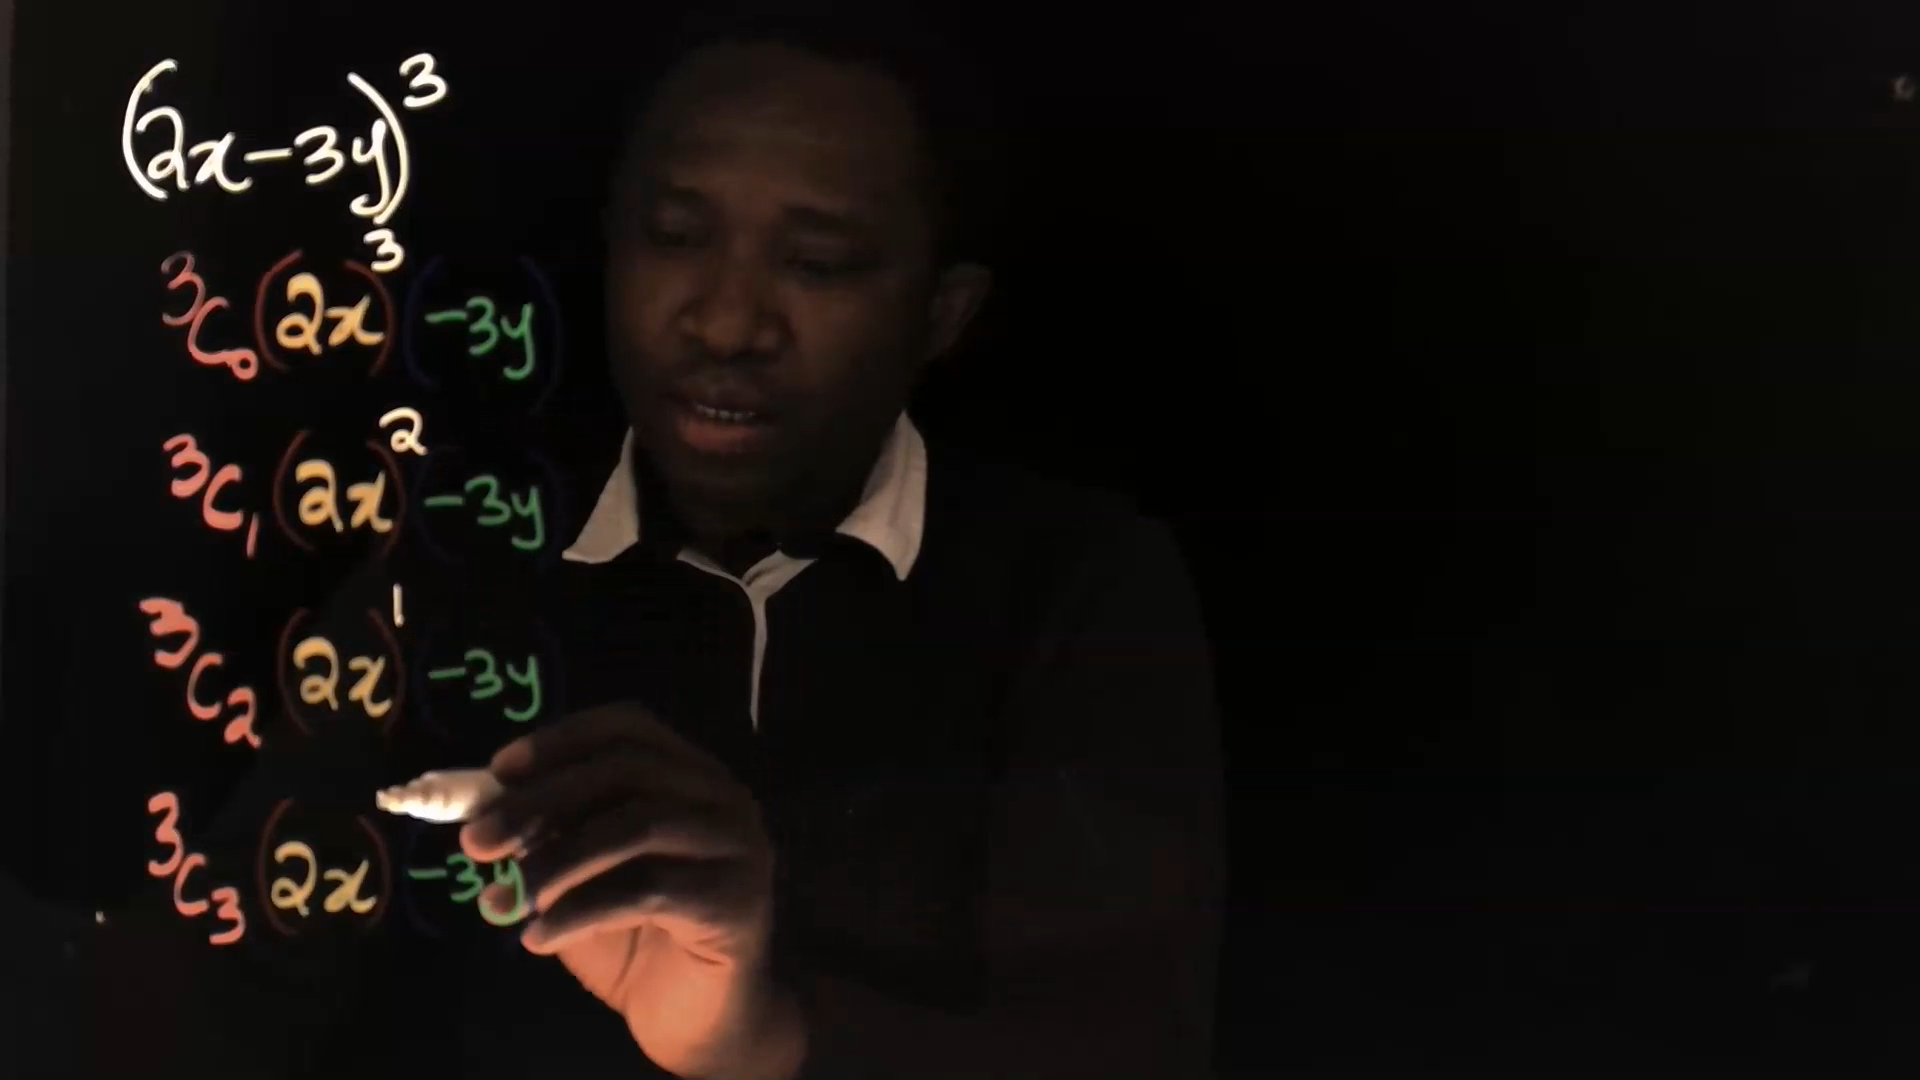 (2x-3y)³
³C₀(2x)³(-3y)
³C₁(2x)²(-3y)
³C₂(2x)¹(-3y)
³C₃(2x)(-3y